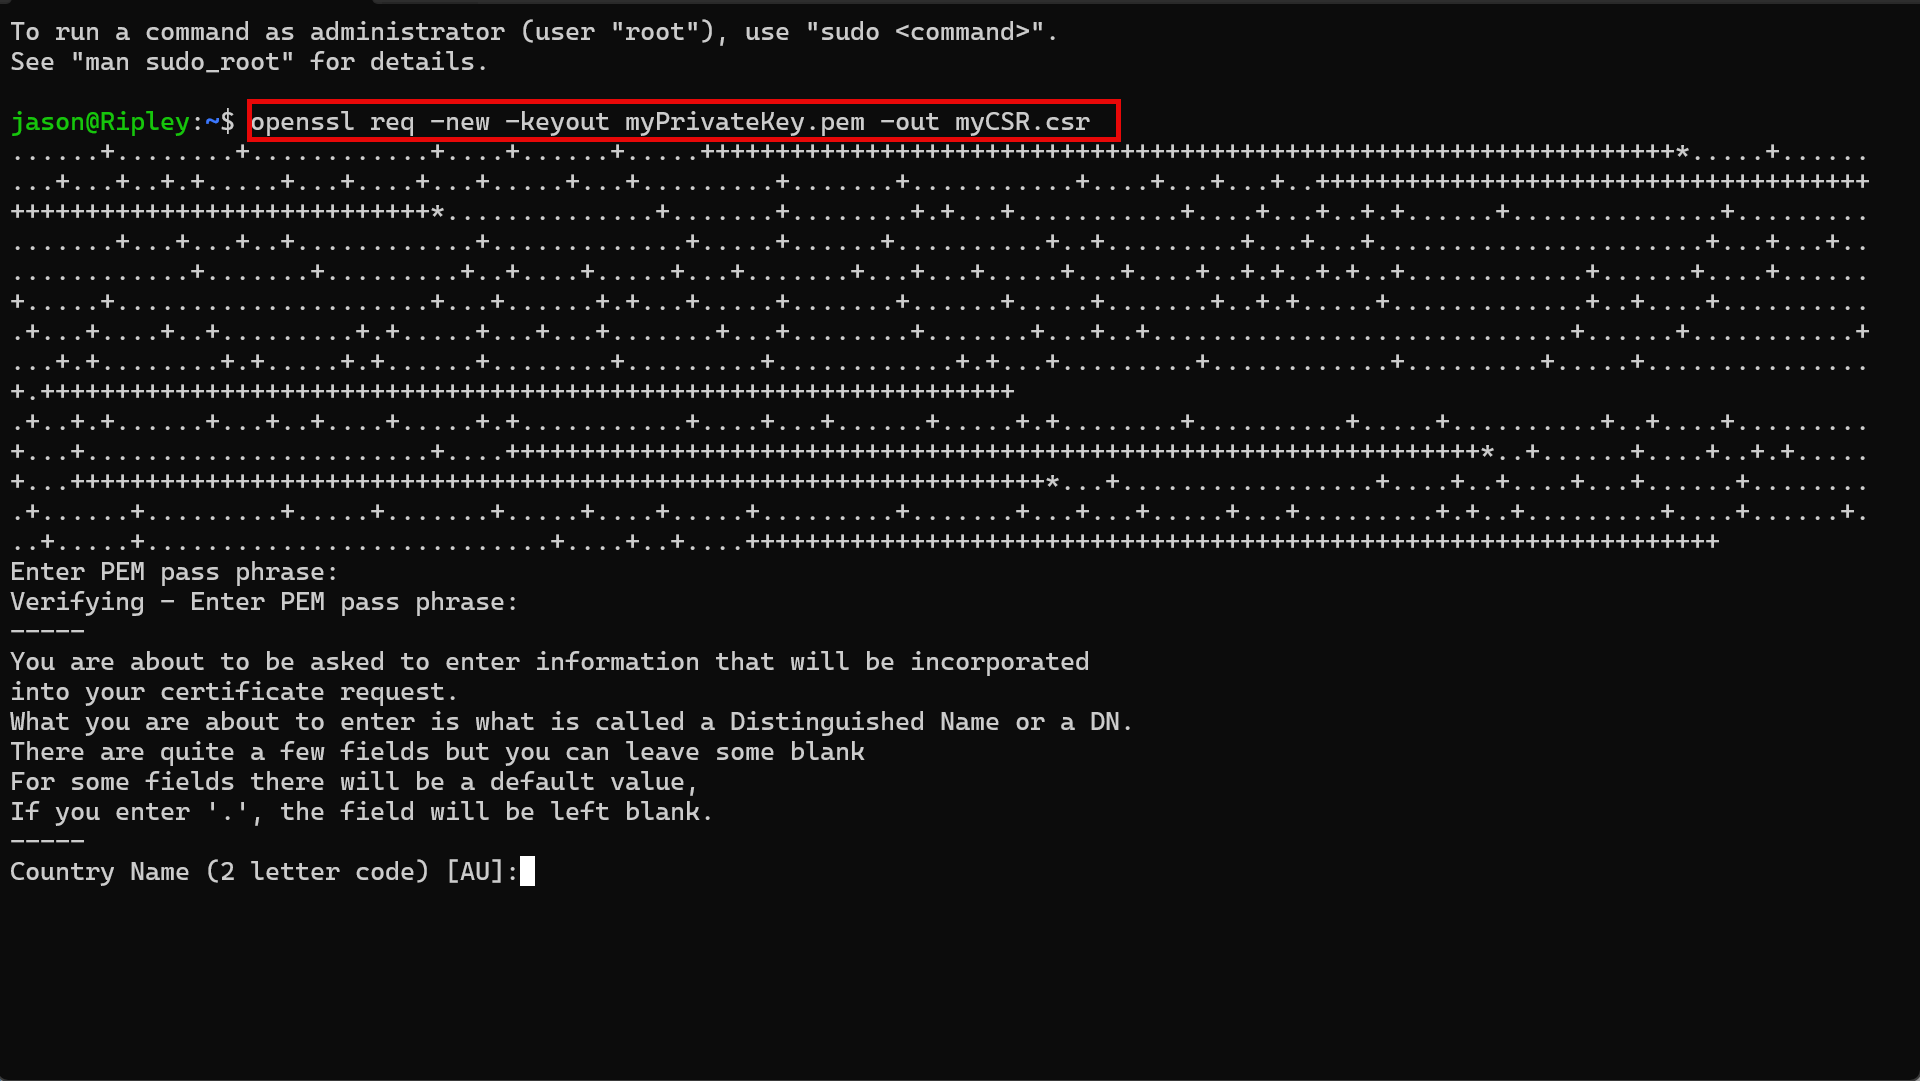 To run a command as administrator (user "root"), use "sudo <command>".
See "man sudo_root" for details.
jason@Ripley:~$ openssl req -new -keyout myPrivateKey.pem -out myCSR.csr
Enter PEM pass phrase:
Verifying - Enter PEM pass phrase:
-----
You are about to be asked to enter information that will be incorporated
into your certificate request.
What you are about to enter is what is called a Distinguished Name or a DN.
There are quite a few fields but you can leave some blank
For some fields there will be a default value,
If you enter '.', the field will be left blank.
-----
Country Name (2 letter code) [AU]: